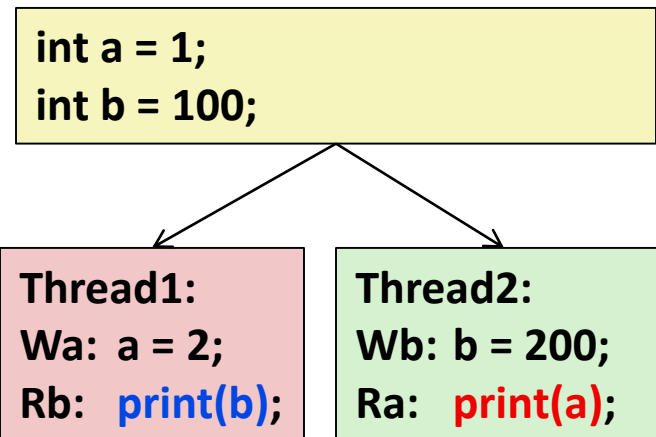 int a = 1;
int b = 100;
Thread1:
Wa: a = 2;
Rb: print(b);
Thread2:
Wb: b = 200;
Ra: print(a);